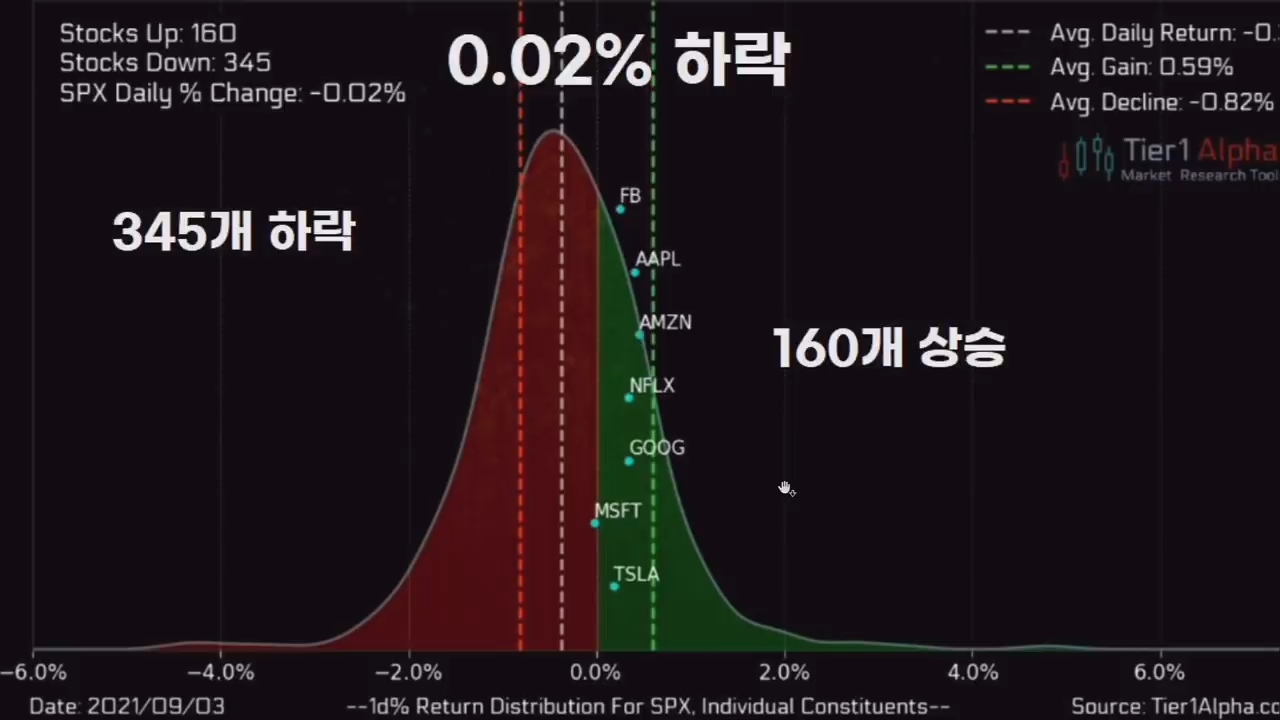 Stocks Up: 160
Stocks Down: 345
SPX Daily % Change: -0.02%
0.02% 하락
Avg. Daily Return: -0.
Avg. Gain: 0.59%
Avg. Decline: -0.82%
Tier1 Alpha
Market Research Tool
345개 하락
160개 상승
FB
AAPL
AMZN
NFLX
GOOG
MSFT
TSLA
-6.0% -4.0% -2.0% 0.0% 2.0% 4.0% 6.0%
Date: 2021/09/03 --1d% Return Distribution For SPX, Individual Constituents-- Source: Tier1Alpha.co